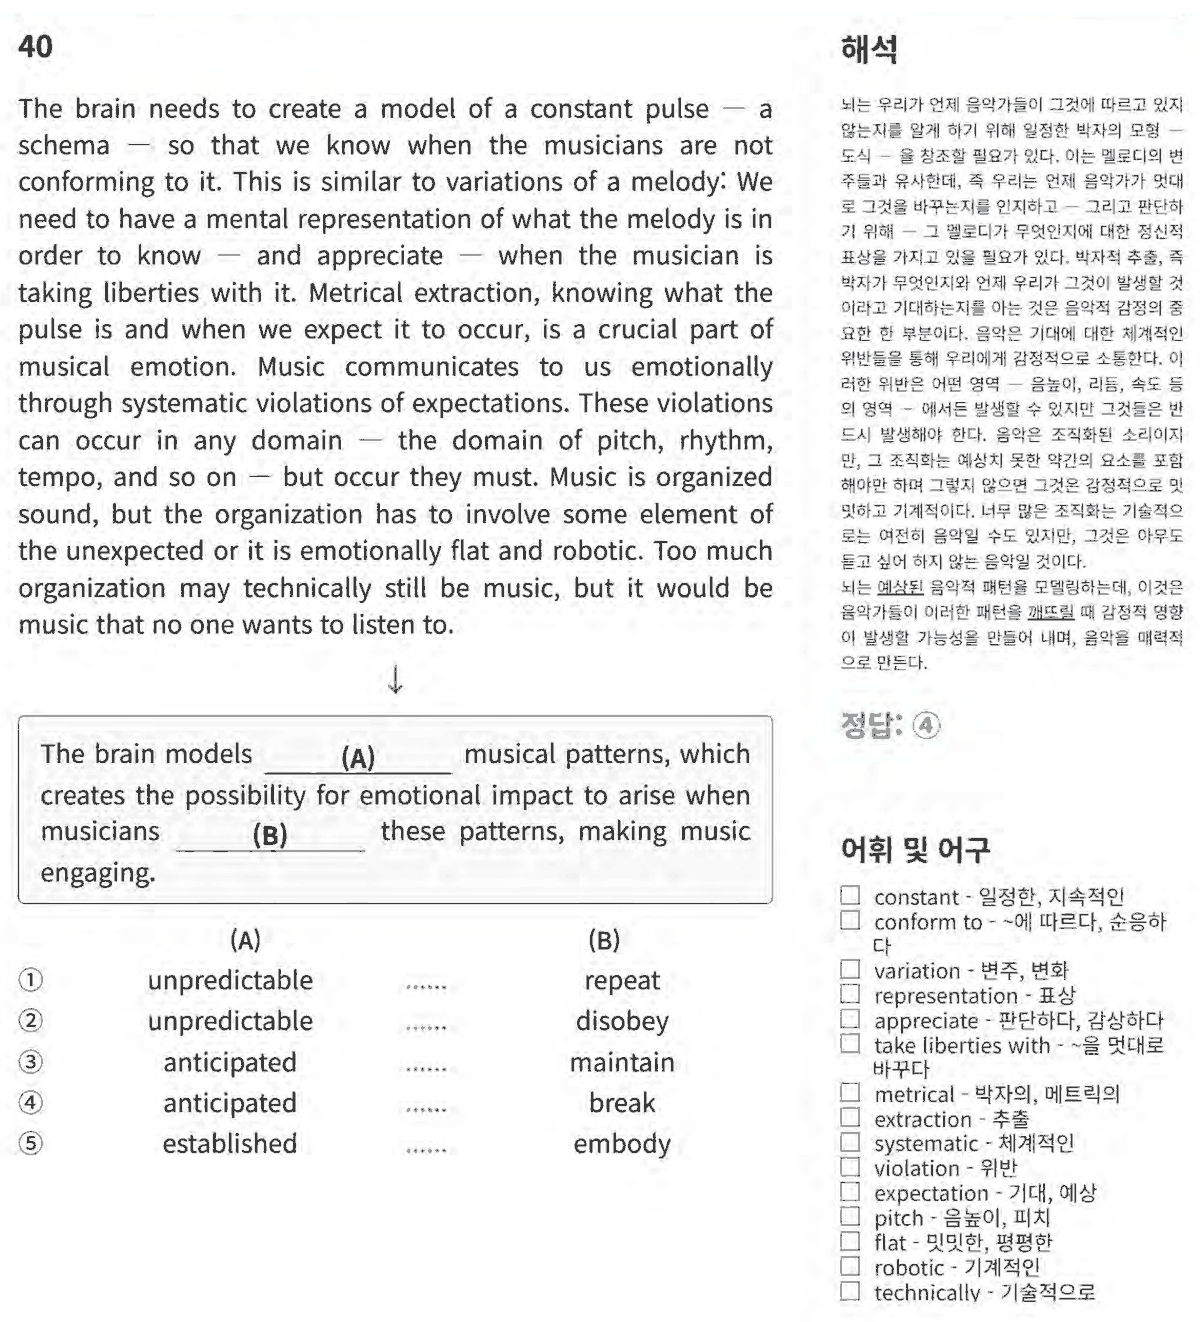 40
The brain needs to create a model of a constant pulse — a
schema — so that we know when the musicians are not
conforming to it. This is similar to variations of a melody: We
need to have a mental representation of what the melody is in
order to know — and appreciate — when the musician is
taking liberties with it. Metrical extraction, knowing what the
pulse is and when we expect it to occur, is a crucial part of
musical emotion. Music communicates to us emotionally
through systematic violations of expectations. These violations
can occur in any domain — the domain of pitch, rhythm,
tempo, and so on — but occur they must. Music is organized
sound, but the organization has to involve some element of
the unexpected or it is emotionally flat and robotic. Too much
organization may technically still be music, but it would be
music that no one wants to listen to.
↓
The brain models (A) musical patterns, which
creates the possibility for emotional impact to arise when
musicians (B) these patterns, making music
engaging.
(A) (B)
① unpredictable ...... repeat
② unpredictable ...... disobey
③ anticipated ...... maintain
④ anticipated ...... break
⑤ established ...... embody
해석
뇌는 우리가 언제 음악가들이 그것에 따르고 있지
않는지를 알게 하기 위해 일정한 박자의 모형 —
도식 — 을 창조할 필요가 있다. 이는 멜로디의 변
주들과 유사한데, 즉 우리는 언제 음악가가 멋대
로 그것을 바꾸는지를 인지하고 — 그리고 판단하
기 위해 — 그 멜로디가 무엇인지에 대한 정신적
표상을 가지고 있을 필요가 있다. 박자적 추출, 즉
박자가 무엇인지와 언제 우리가 그것이 발생할 것
이라고 기대하는지를 아는 것은 음악적 감정의 중
요한 한 부분이다. 음악은 기대에 대한 체계적인
위반들을 통해 우리에게 감정적으로 소통한다. 이
러한 위반은 어떤 영역 — 음높이, 리듬, 속도 등
의 영역 — 에서든 발생할 수 있지만 그것들은 반
드시 발생해야 한다. 음악은 조직화된 소리이지
만, 그 조직화는 예상치 못한 약간의 요소를 포함
해야만 하며 그렇지 않으면 그것은 감정적으로 밋
밋하고 기계적이다. 너무 많은 조직화는 기술적으
로는 여전히 음악일 수도 있지만, 그것은 아무도
듣고 싶어 하지 않는 음악일 것이다.
뇌는 예상된 음악적 패턴을 모델링하는데, 이것은
음악가들이 이러한 패턴을 깨뜨릴 때 감정적 영향
이 발생할 가능성을 만들어 내며, 음악을 매력적
으로 만든다.
정답: ④
어휘 및 어구
□ constant - 일정한, 지속적인
□ conform to - ~에 따르다, 순응하
다
□ variation - 변주, 변화
□ representation - 표상
□ appreciate - 판단하다, 감상하다
□ take liberties with - ~을 멋대로
바꾸다
□ metrical - 박자의, 메트릭의
□ extraction - 추출
□ systematic - 체계적인
□ violation - 위반
□ expectation - 기대, 예상
□ pitch - 음높이, 피치
□ flat - 밋밋한, 평평한
□ robotic - 기계적인
□ technically - 기술적으로